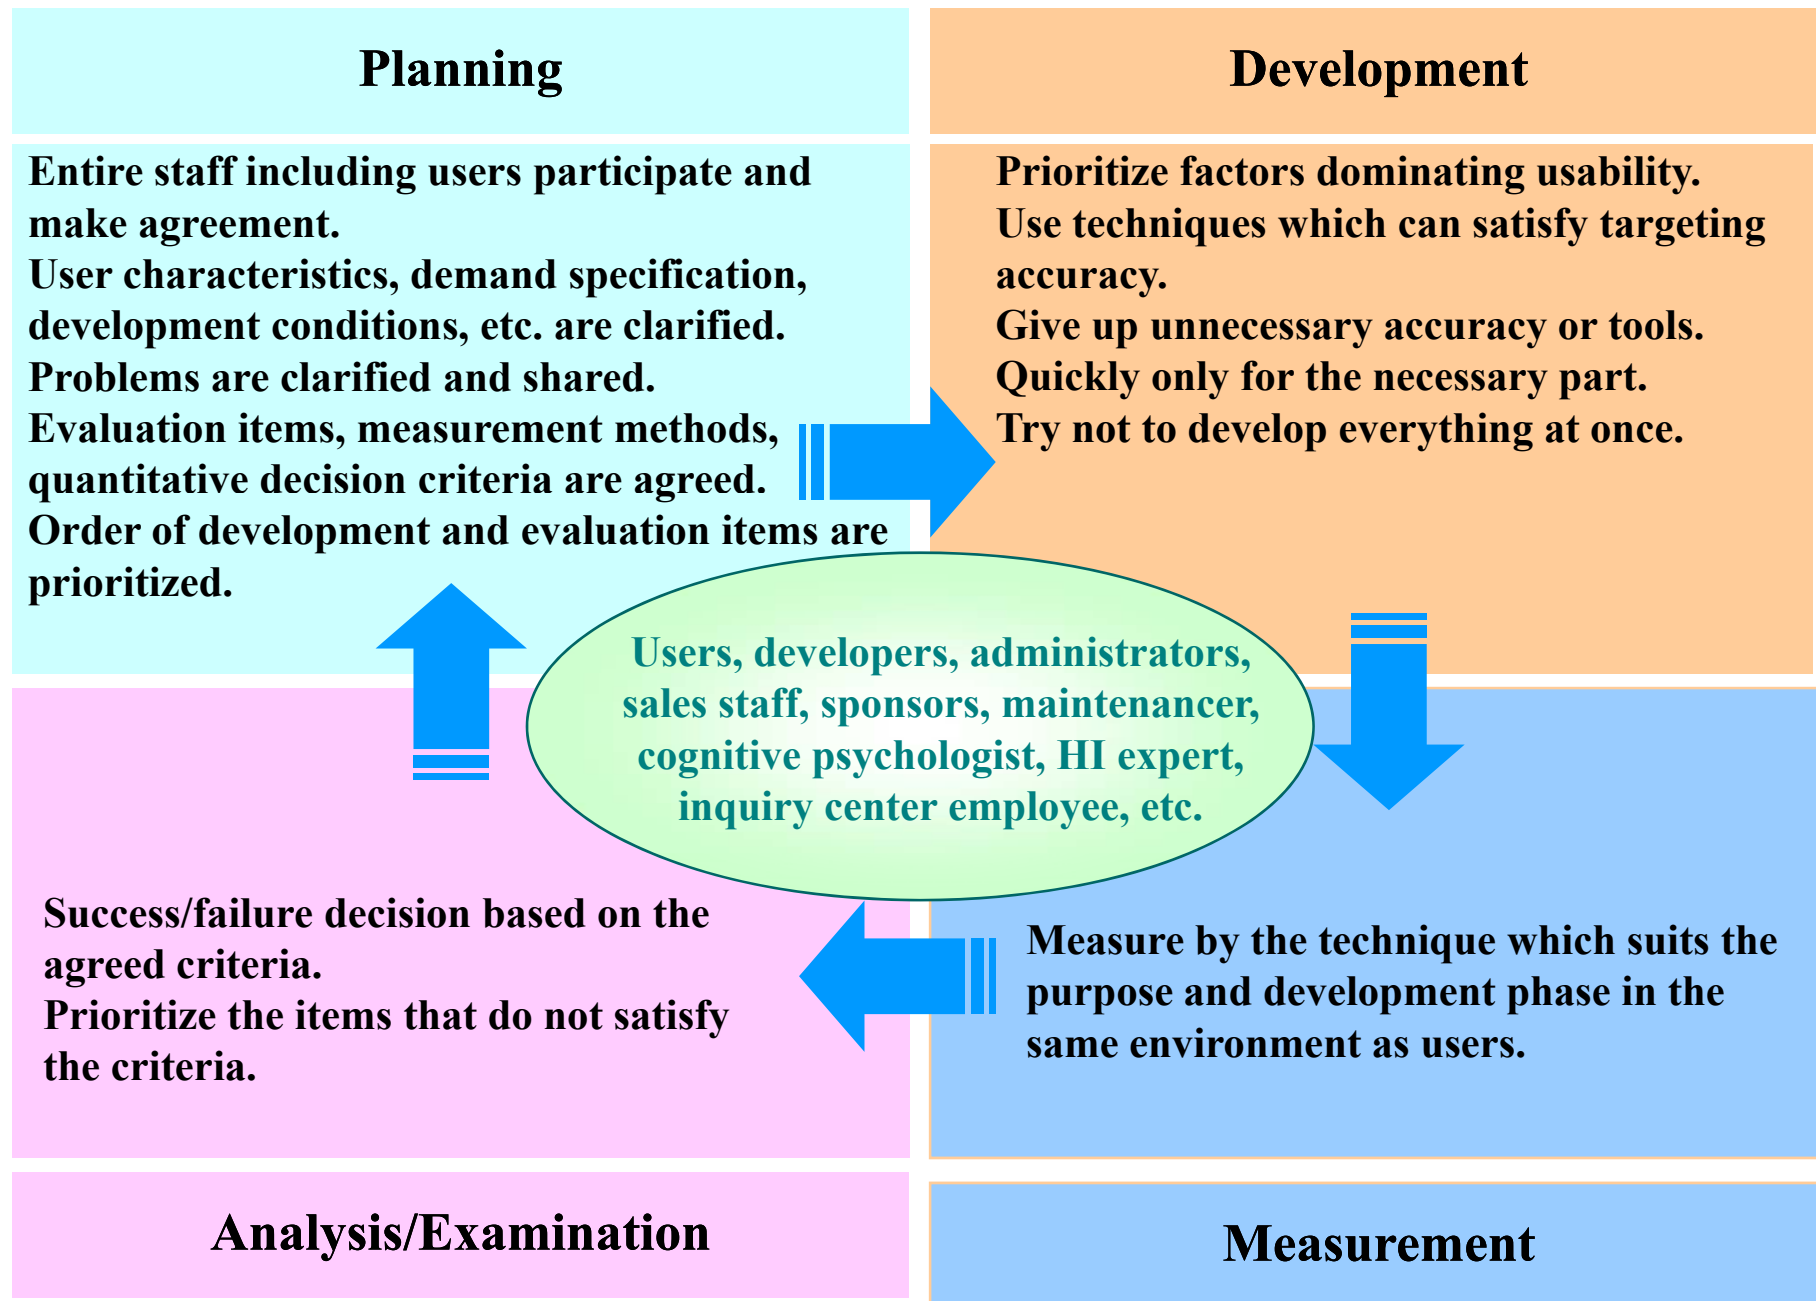 Planning
Entire staff including users participate and
make agreement.
User characteristics, demand specification,
development conditions, etc. are clarified.
Problems are clarified and shared.
Evaluation items, measurement methods,
quantitative decision criteria are agreed.
Order of development and evaluation items are
prioritized.
Development
Prioritize factors dominating usability.
Use techniques which can satisfy targeting
accuracy.
Give up unnecessary accuracy or tools.
Quickly only for the necessary part.
Try not to develop everything at once.
Users, developers, administrators,
sales staff, sponsors, maintenancer,
cognitive psychologist, HI expert,
inquiry center employee, etc.
Success/failure decision based on the
agreed criteria.
Prioritize the items that do not satisfy
the criteria.
Analysis/Examination
Measure by the technique which suits the
purpose and development phase in the
same environment as users.
Measurement